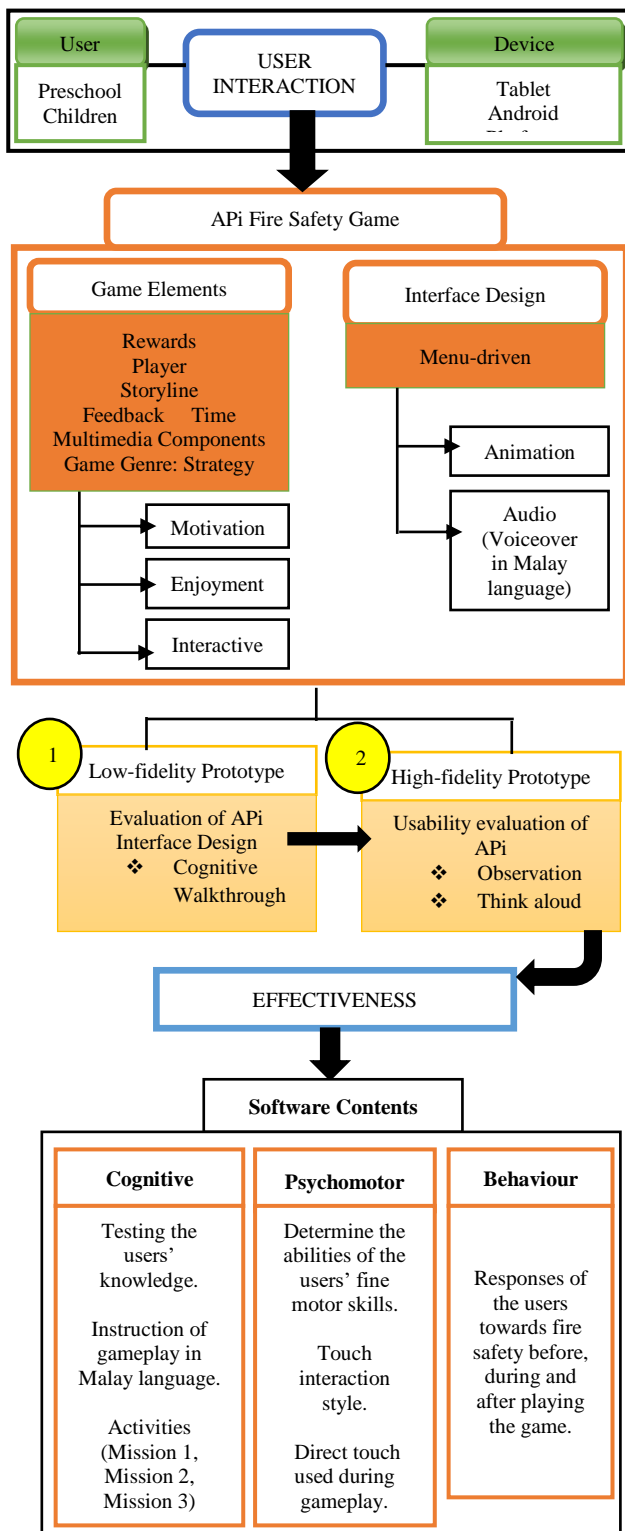 User
Preschool
Children
USER
INTERACTION
Device
Tablet
Android
APi Fire Safety Game
Game Elements
Rewards
Player
Storyline
Feedback Time
Multimedia Components
Game Genre: Strategy
Motivation
Enjoyment
Interactive
Interface Design
Menu-driven
Animation
Audio
(Voiceover
in Malay
language)
1
Low-fidelity Prototype
Evaluation of APi
Interface Design
❖ Cognitive
Walkthrough
2
High-fidelity Prototype
Usability evaluation of
APi
❖ Observation
❖ Think aloud
EFFECTIVENESS
Software Contents
Cognitive
Testing the
users'
knowledge.
Instruction of
gameplay in
Malay language.
Activities
(Mission 1,
Mission 2,
Mission 3)
Psychomotor
Determine the
abilities of the
users' fine
motor skills.
Touch
interaction
style.
Direct touch
used during
gameplay.
Behaviour
Responses of
the users
towards fire
safety before,
during and
after playing
the game.